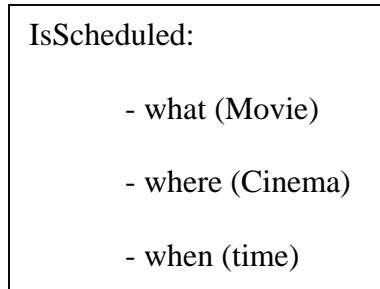 IsScheduled:
- what (Movie)
- where (Cinema)
- when (time)